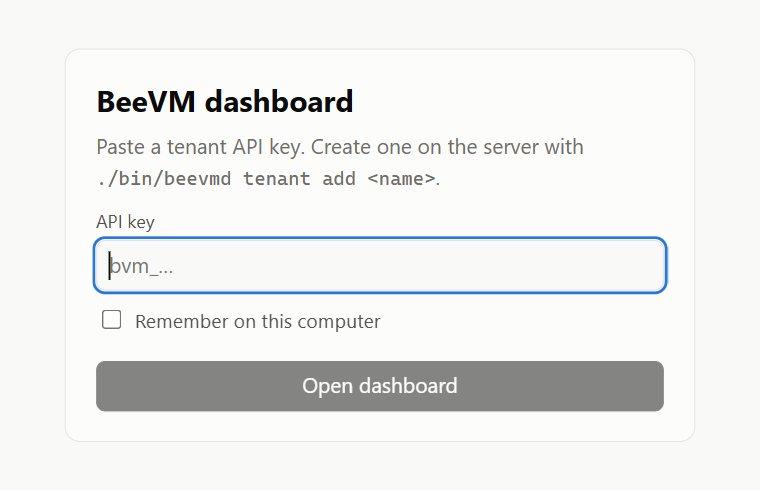 BeeVM dashboard
Paste a tenant API key. Create one on the server with
./bin/beevmd tenant add <name>.
API key
bvm_...
Remember on this computer
Open dashboard